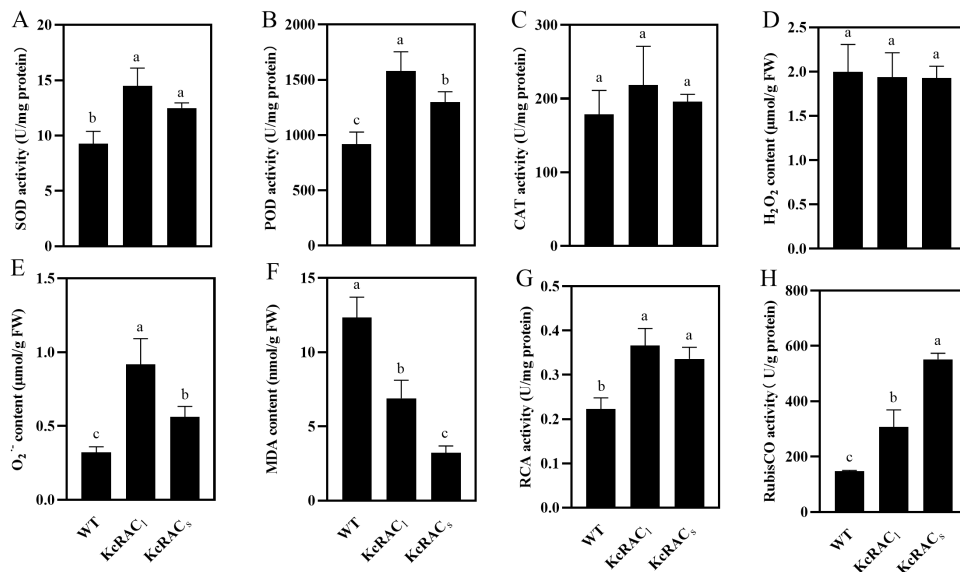 A
SOD activity (U/mg protein）
20
15
10
5
0
b
a
a
B
POD activity (U/mg protein）
2000
1500
1000
500
0
c
a
b
C
CAT activity (U/mg protein)
300
200
100
0
a
a
a
D
H₂O₂ content (μmol/g FW)
2.5
2.0
1.5
1.0
0.5
0.0
a
a
a
E
O₂˙⁻ content (μmol/g FW)
1.5
1.0
0.5
0.0
c
a
b
WT
KcRAC₁
KcRACₛ
F
MDA content (nmol/g FW)
15
10
5
0
a
b
c
WT
KcRAC₁
KcRACₛ
G
RCA activity (U/mg protein)
0.5
0.4
0.3
0.2
0.1
0.0
b
a
a
WT
KcRAC₁
KcRACₛ
H
RubisCO activity（ U/g protein)
800
600
400
200
0
c
b
a
WT
KcRAC₁
KcRACₛ